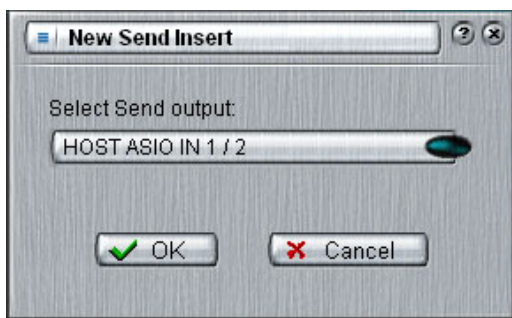 New Send Insert ?
Select Send output:
HOST ASIO IN 1 / 2
OK Cancel